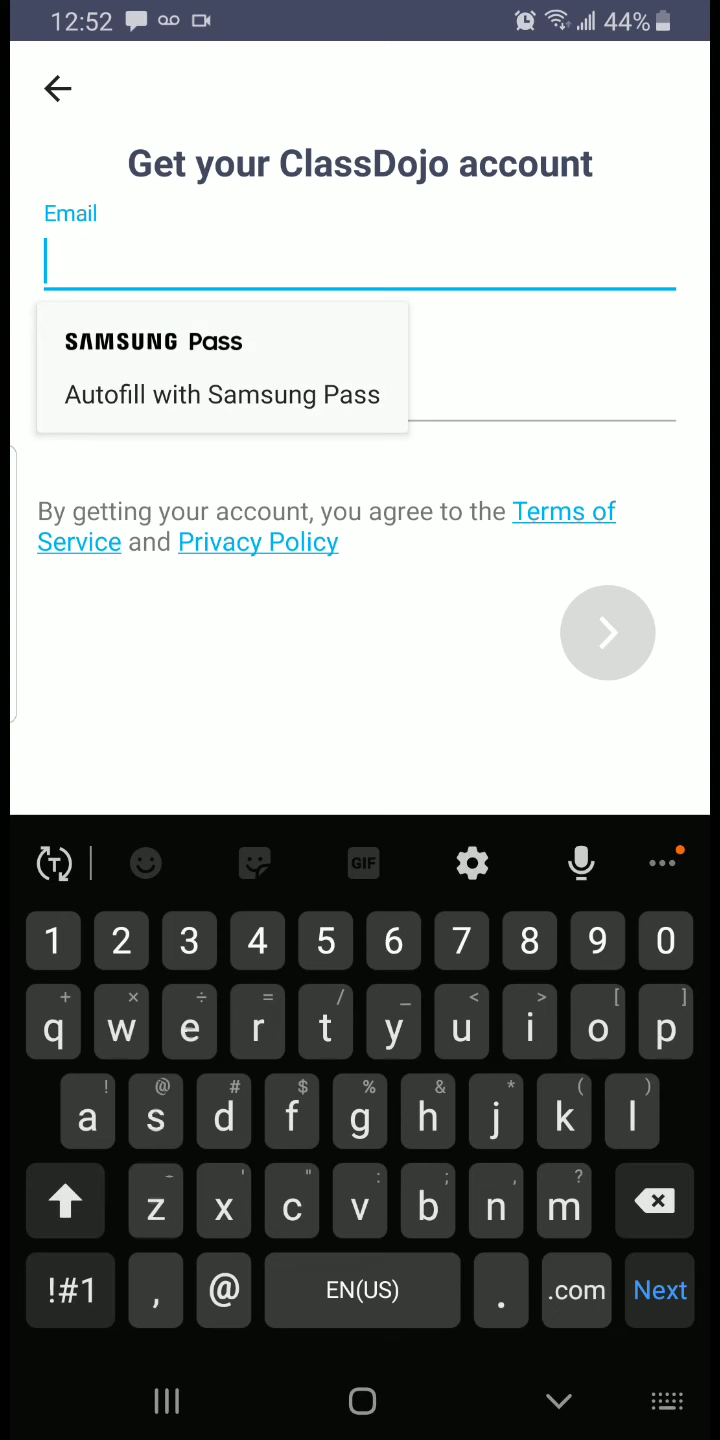 12:52
44%
Get your ClassDojo account
Email
SAMSUNG Pass
Autofill with Samsung Pass
By getting your account, you agree to the Terms of
Service and Privacy Policy
T
GIF
1 2 3 4 5 6 7 8 9 0
+ × ÷ = / _ < > [ ]
q w e r t y u i o p
! @ # $ % & * ( )
a s d f g h j k l
- ' " : ; , ?
z x c v b n m
!#1 , @ EN(US) . .com Next